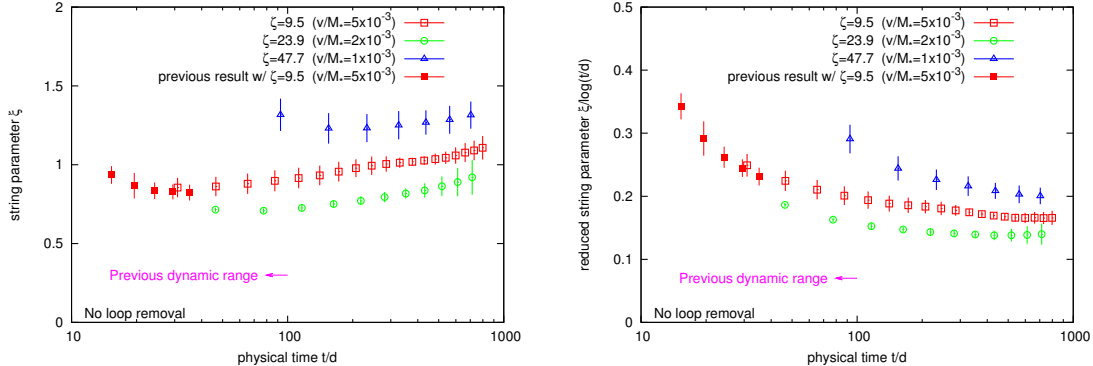 2
1.5
1
0.5
0
10
100
1000
string parameter ξ
physical time t/d
ζ=9.5 (v/M*=5x10⁻³)
ζ=23.9 (v/M*=2x10⁻³)
ζ=47.7 (v/M*=1x10⁻³)
previous result w/ ζ=9.5 (v/M*=5x10⁻³)
Previous dynamic range
No loop removal
0.5
0.4
0.3
0.2
0.1
0
10
100
1000
reduced string parameter ξ/log(t/d)
physical time t/d
ζ=9.5 (v/M*=5x10⁻³)
ζ=23.9 (v/M*=2x10⁻³)
ζ=47.7 (v/M*=1x10⁻³)
previous result w/ ζ=9.5 (v/M*=5x10⁻³)
Previous dynamic range
No loop removal